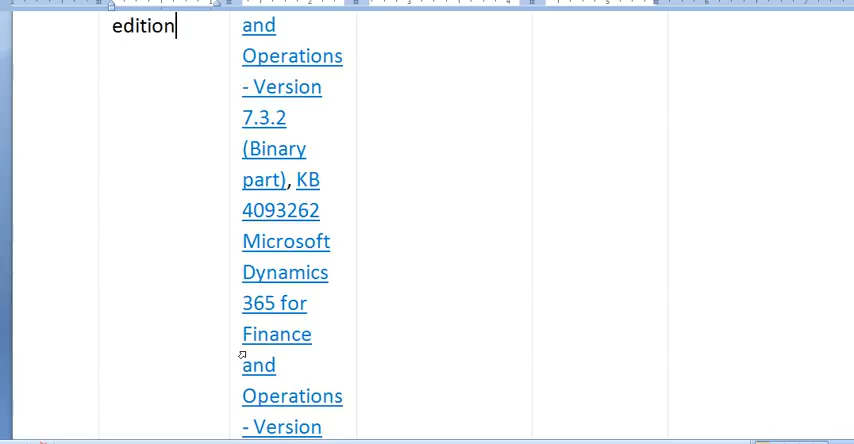 edition
and
Operations
- Version
7.3.2
(Binary
part), KB
4093262
Microsoft
Dynamics
365 for
Finance
and
Operations
- Version